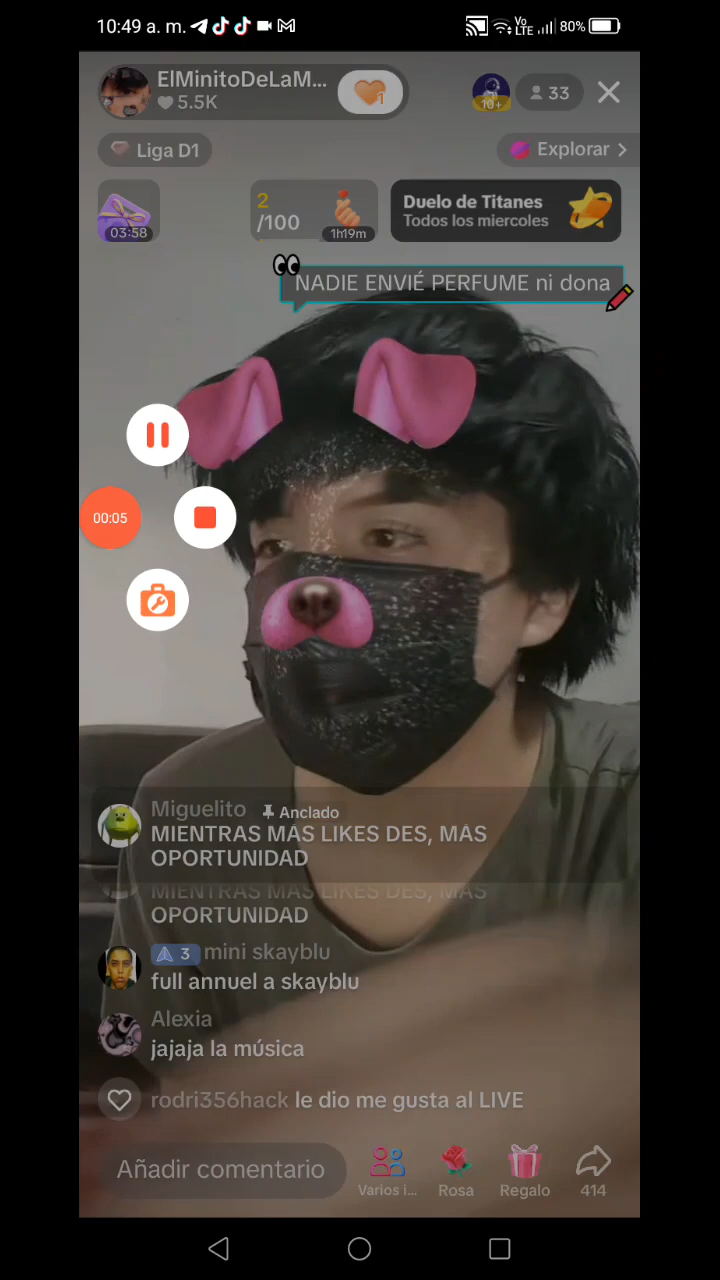 10:49 a. m.
Vo
LTE
80%
ElMinitoDeLaM...
5.5K
1
10+
33
Liga D1
Explorar
03:58
2
/100
1h19m
Duelo de Titanes
Todos los miercoles
NADIE ENVIÉ PERFUME ni dona
00:05
Miguelito Anclado
MIENTRAS MÁS LIKES DES, MÁS
OPORTUNIDAD
MIENTRAS MÁS LIKES DES, MÁS
OPORTUNIDAD
3 mini skayblu
full annuel a skayblu
Alexia
jajaja la música
rodri356hack le dio me gusta al LIVE
Añadir comentario
Varios i...
Rosa
Regalo
414